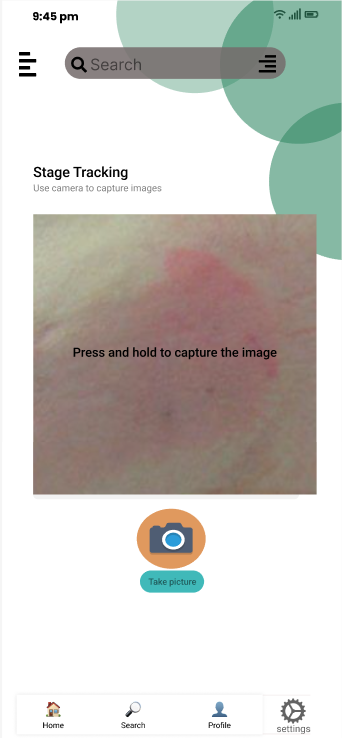 9:45 pm
Search
Stage Tracking
Use camera to capture images
Press and hold to capture the image
Take picture
Home
Search
Profile
settings